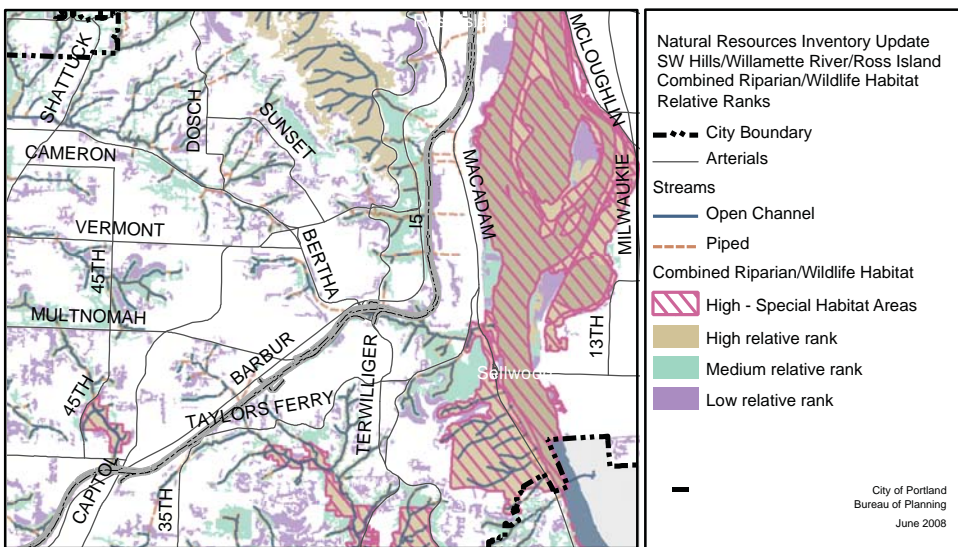 SHATTUCK
DOSCH
SUNSET
CAMERON
VERMONT
45TH
BERTHA
I5
MACADAM
MCLOUGHLIN
MILWAUKIE
MULTNOMAH
BARBUR
13TH
45TH
TAYLORS FERRY
TERWILLIGER
Sellwood
CAPITOL
35TH
Natural Resources Inventory Update
SW Hills/Willamette River/Ross Island
Combined Riparian/Wildlife Habitat
Relative Ranks
City Boundary
Arterials
Streams
Open Channel
Piped
Combined Riparian/Wildlife Habitat
High - Special Habitat Areas
High relative rank
Medium relative rank
Low relative rank
City of Portland
Bureau of Planning
June 2008